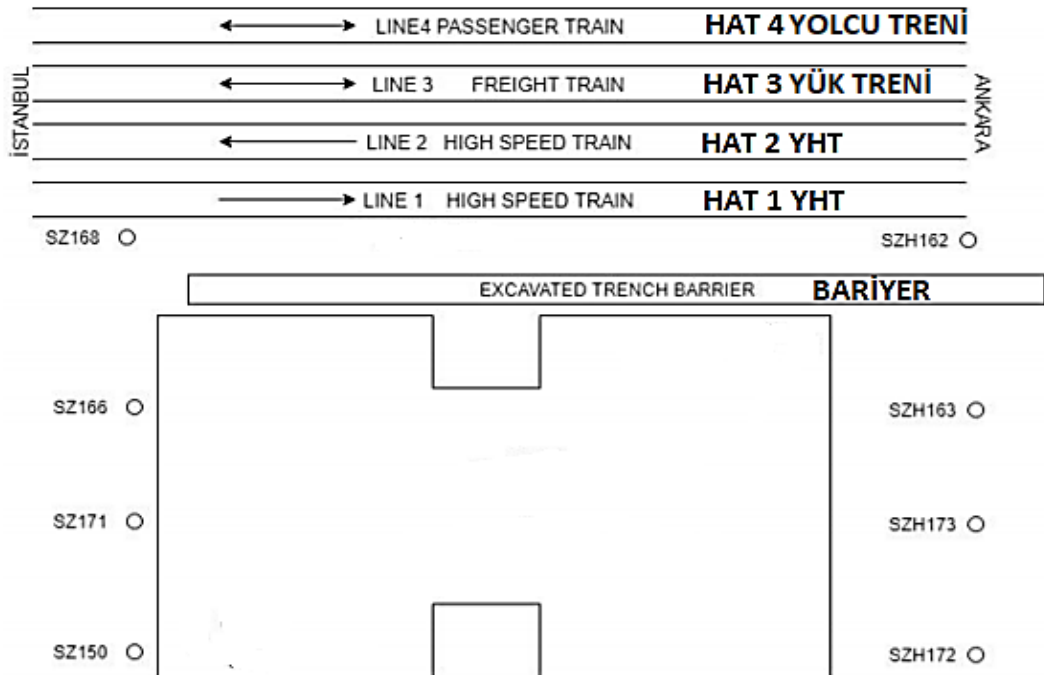 LINE4 PASSENGER TRAIN HAT 4 YOLCU TRENİ
LINE 3 FREIGHT TRAIN HAT 3 YÜK TRENİ
İSTANBUL
ANKARA
LINE 2 HIGH SPEED TRAIN HAT 2 YHT
LINE 1 HIGH SPEED TRAIN HAT 1 YHT
SZ168
SZH162
EXCAVATED TRENCH BARRIER BARİYER
SZ166
SZH163
SZ171
SZH173
SZ150
SZH172